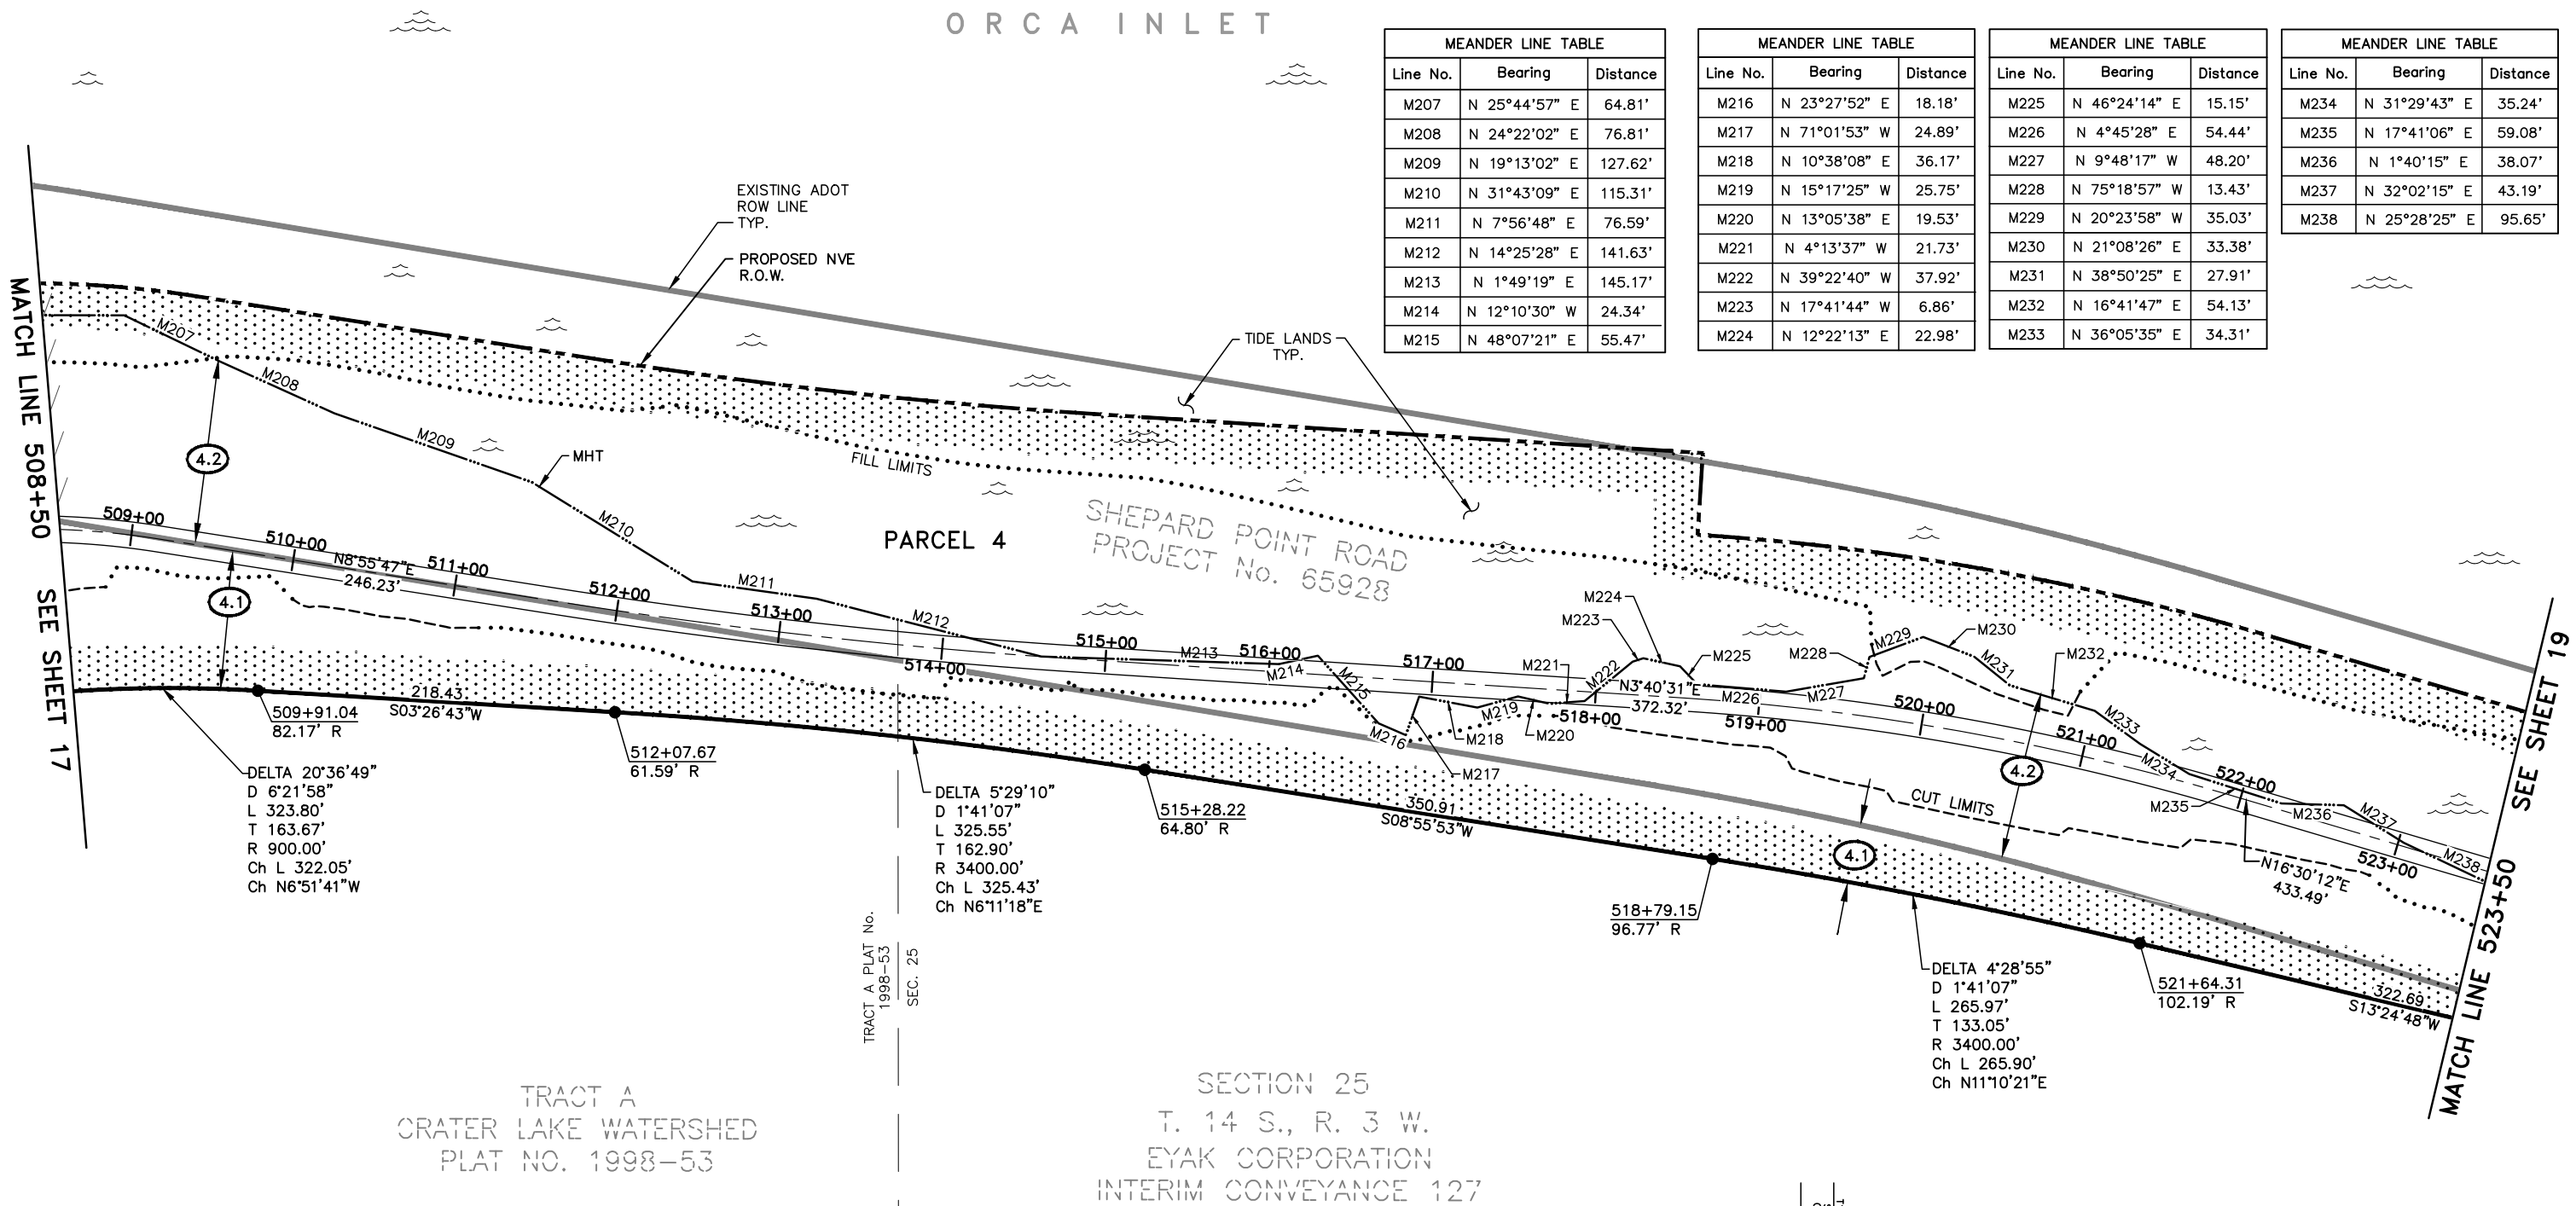 ORCA INLET
MEANDER LINE TABLE
Line No. Bearing Distance
M207 N 25°44'57" E 64.81'
M208 N 24°22'02" E 76.81'
M209 N 19°13'02" E 127.62'
M210 N 31°43'09" E 115.31'
M211 N 7°56'48" E 76.59'
M212 N 14°25'28" E 141.63'
M213 N 1°49'19" E 145.17'
M214 N 12°10'30" W 24.34'
M215 N 48°07'21" E 55.47'
MEANDER LINE TABLE
Line No. Bearing Distance
M216 N 23°27'52" E 18.18'
M217 N 71°01'53" W 24.89'
M218 N 10°38'08" E 36.17'
M219 N 15°17'25" W 25.75'
M220 N 13°05'38" E 19.53'
M221 N 4°13'37" W 21.73'
M222 N 39°22'40" W 37.92'
M223 N 17°41'44" W 6.86'
M224 N 12°22'13" E 22.98'
MEANDER LINE TABLE
Line No. Bearing Distance
M225 N 46°24'14" E 15.15'
M226 N 4°45'28" E 54.44'
M227 N 9°48'17" W 48.20'
M228 N 75°18'57" W 13.43'
M229 N 20°23'58" W 35.03'
M230 N 21°08'26" E 33.38'
M231 N 38°50'25" E 27.91'
M232 N 16°41'47" E 54.13'
M233 N 36°05'35" E 34.31'
MEANDER LINE TABLE
Line No. Bearing Distance
M234 N 31°29'43" E 35.24'
M235 N 17°41'06" E 59.08'
M236 N 1°40'15" E 38.07'
M237 N 32°02'15" E 43.19'
M238 N 25°28'25" E 95.65'
EXISTING ADOT
ROW LINE
TYP.
PROPOSED NVE
R.O.W.
TIDE LANDS
TYP.
MATCH LINE 508+50 SEE SHEET 17
M207
M208
M209
MHT
M210
M211
M212
M213
M214
M215
M216
M217
M218
M219
M220
M221
M222
M223
M224
M225
M226
M227
M228
M229
M230
M231
M232
M233
M234
M235
M236
M237
M238
4.2
4.1
FILL LIMITS
PARCEL 4
SHEPARD POINT ROAD
PROJECT No. 65928
509+00
510+00
N8°55'47"E
246.23'
511+00
512+00
513+00
514+00
515+00
516+00
517+00
N3°40'31"E
372.32'
518+00
519+00
520+00
521+00
522+00
523+00
4.2
4.1
CUT LIMITS
N16°30'12"E
433.49'
218.43
S03°26'43"W
509+91.04
82.17' R
512+07.67
61.59' R
DELTA 20°36'49"
D 6°21'58"
L 323.80'
T 163.67'
R 900.00'
Ch L 322.05'
Ch N6°51'41"W
DELTA 5°29'10"
D 1°41'07"
L 325.55'
T 162.90'
R 3400.00'
Ch L 325.43'
Ch N6°11'18"E
515+28.22
64.80' R
350.91
S08°55'53"W
518+79.15
96.77' R
DELTA 4°28'55"
D 1°41'07"
L 265.97'
T 133.05'
R 3400.00'
Ch L 265.90'
Ch N11°10'21"E
521+64.31
102.19' R
322.69
S13°24'48"W
MATCH LINE 523+50 SEE SHEET 19
TRACT A PLAT No.
1998-53
SEC. 25
TRACT A
CRATER LAKE WATERSHED
PLAT NO. 1998-53
SECTION 25
T. 14 S., R. 3 W.
EYAK CORPORATION
INTERIM CONVEYANCE 127